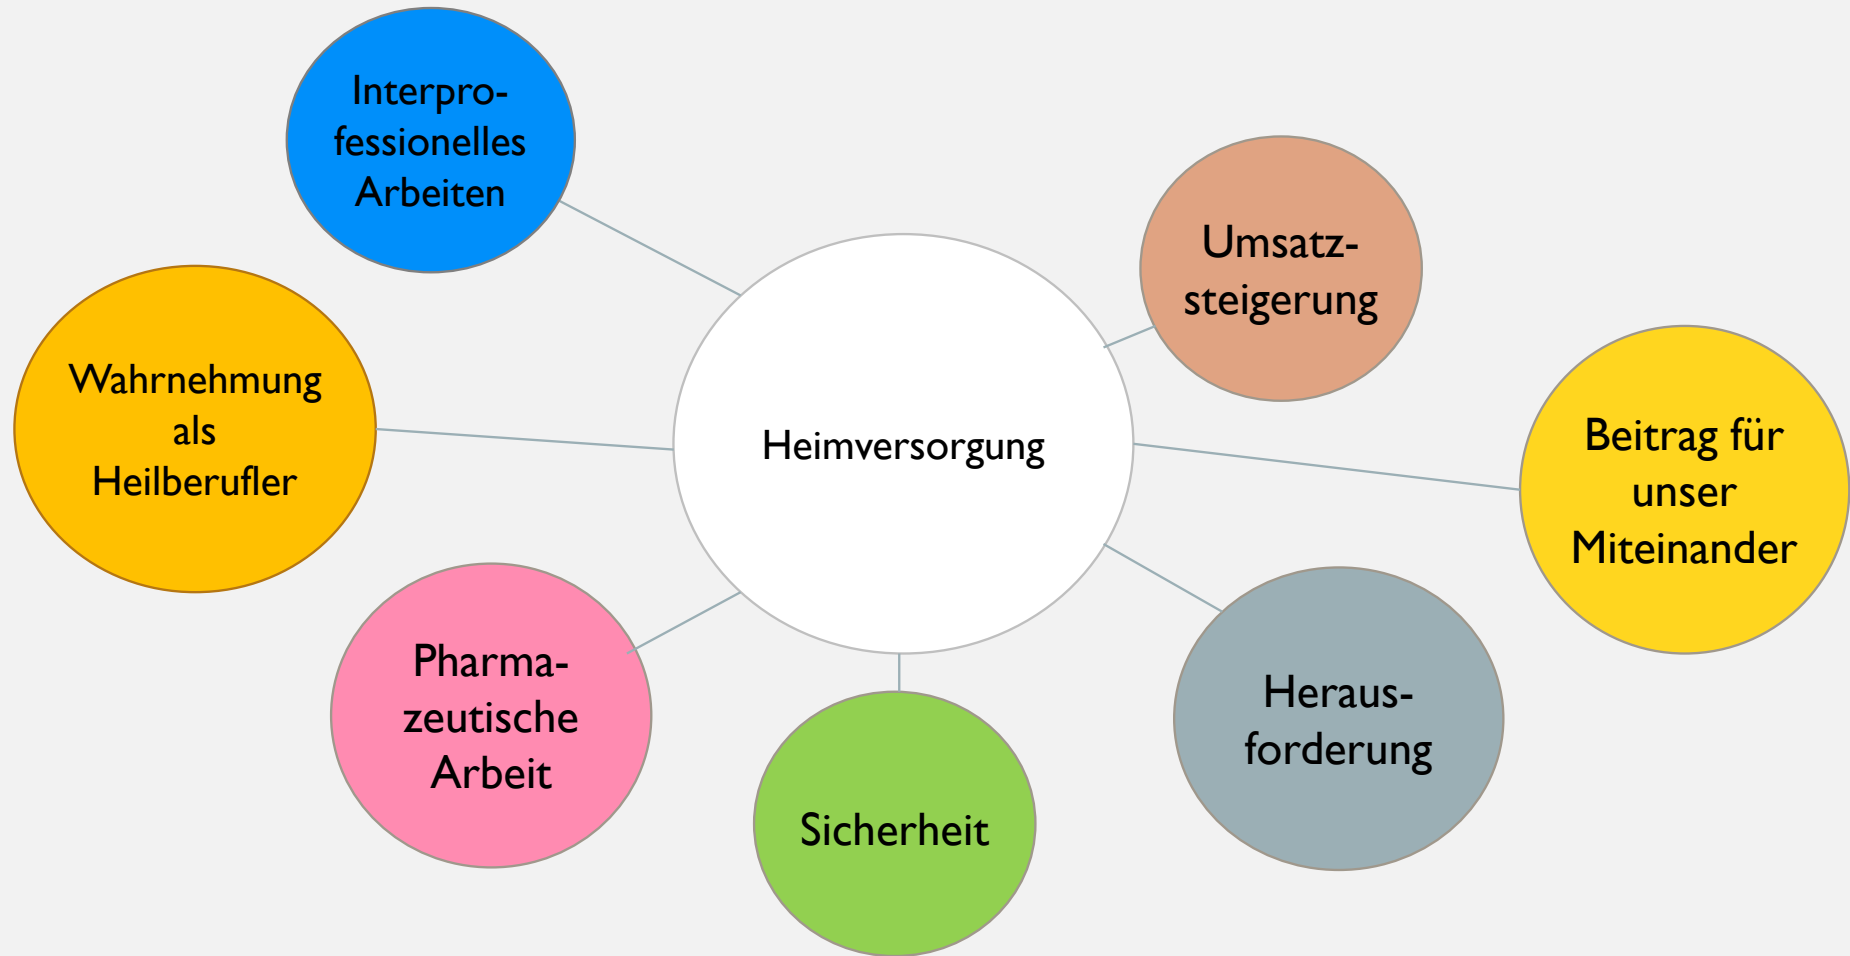 Interpro-
fessionelles
Arbeiten
Umsatz-
steigerung
Wahrnehmung
als
Heilberufler
Heimversorgung
Beitrag für
unser
Miteinander
Pharma-
zeutische
Arbeit
Sicherheit
Heraus-
forderung